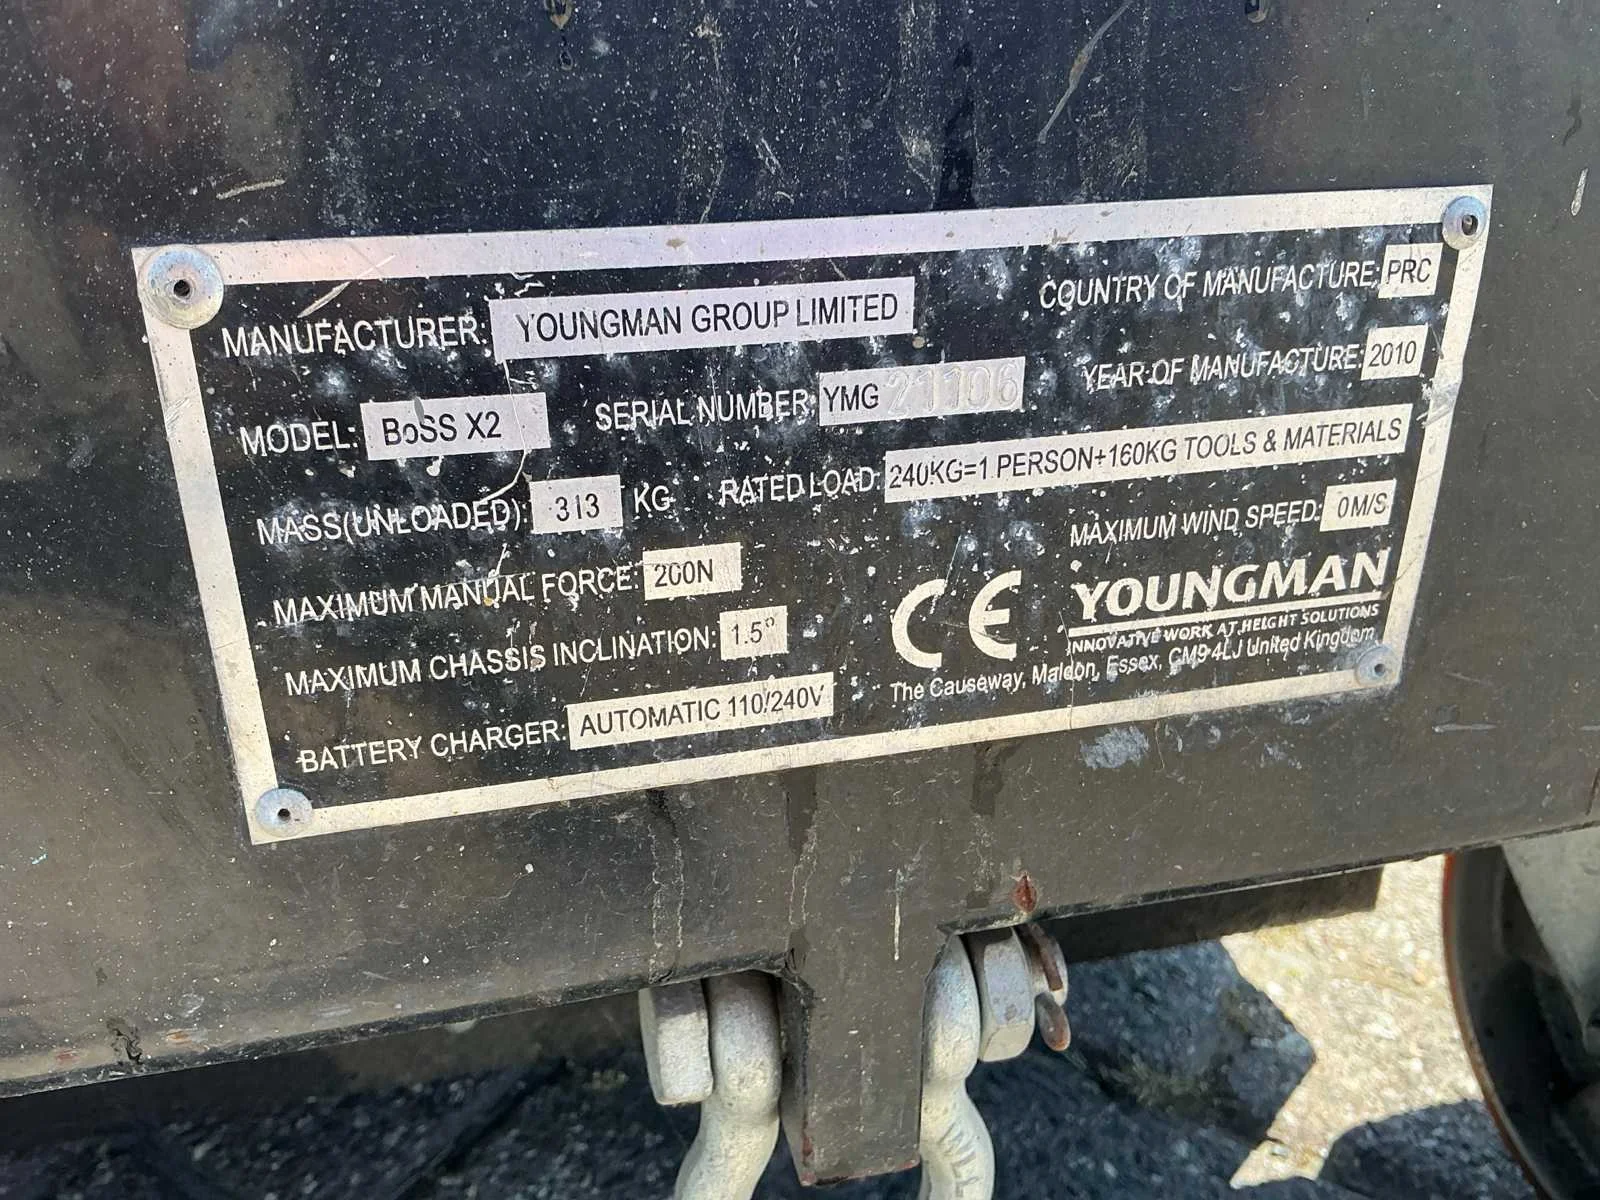 MANUFACTURER: YOUNGMAN GROUP LIMITED
COUNTRY OF MANUFACTURE: PRC
MODEL: BoSS X2
SERIAL NUMBER: YMG 21106
YEAR OF MANUFACTURE: 2010
MASS(UNLOADED): 313 KG
RATED LOAD: 240KG=1 PERSON+160KG TOOLS & MATERIALS
MAXIMUM MANUAL FORCE: 200N
MAXIMUM WIND SPEED: 0M/S
MAXIMUM CHASSIS INCLINATION: 1.5°
BATTERY CHARGER: AUTOMATIC 110/240V
CE
YOUNGMAN
INNOVATIVE WORK AT HEIGHT SOLUTIONS
The Causeway, Maldon, Essex, CM9 4LJ United Kingdom